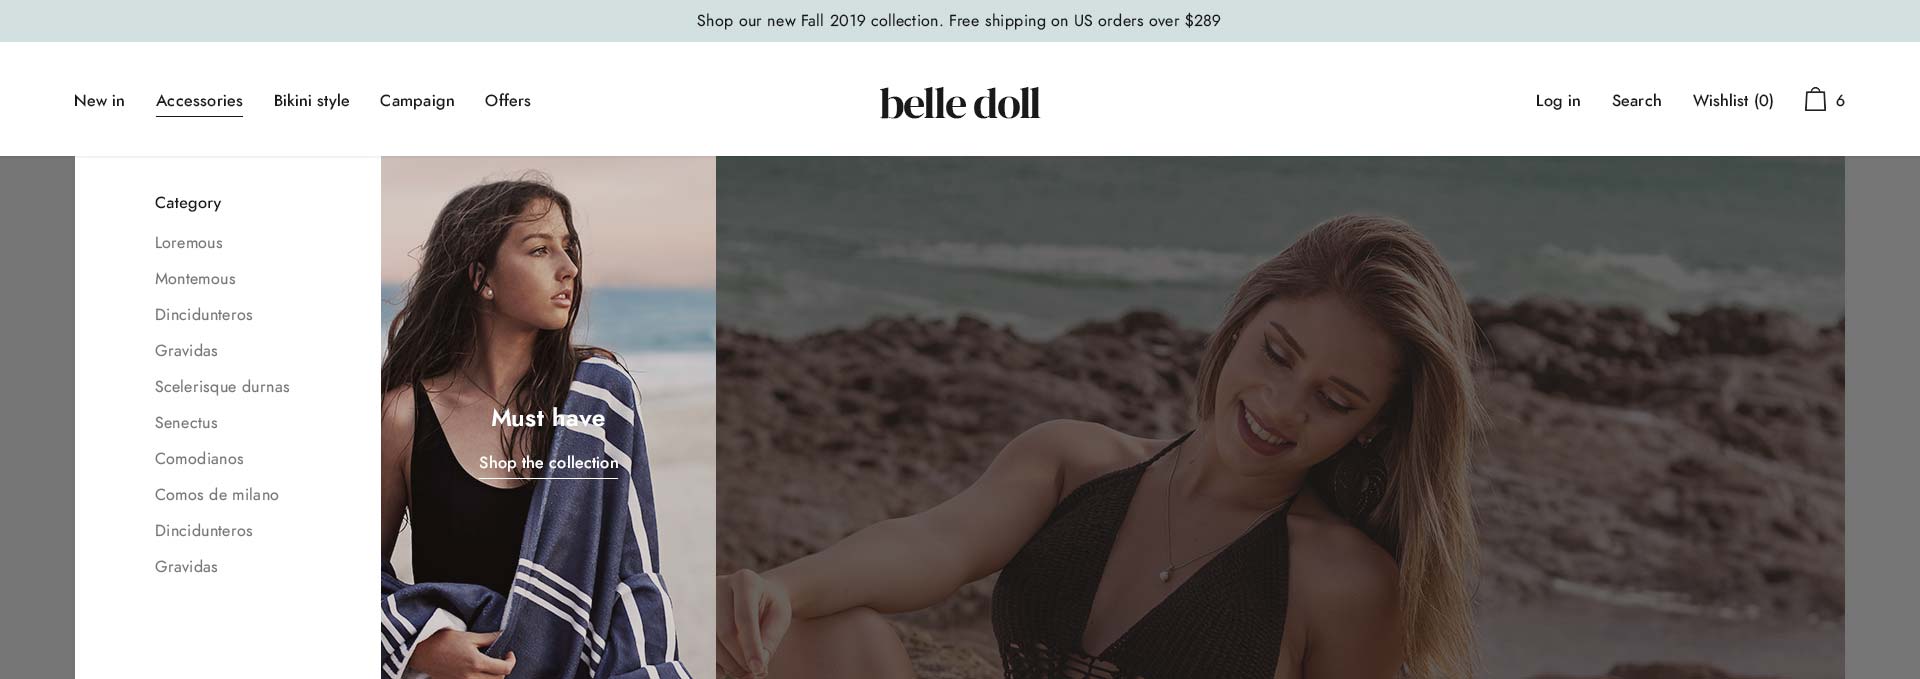 Shop our new Fall 2019 collection. Free shipping on US orders over $289
New in Accessories Bikini style Campaign Offers belle doll Log in Search Wishlist (0) 6
Category
Loremous
Montemous
Dincidunteros
Gravidas
Scelerisque durnas
Senectus
Comodianos
Comos de milano
Dincidunteros
Gravidas
Must have
Shop the collection